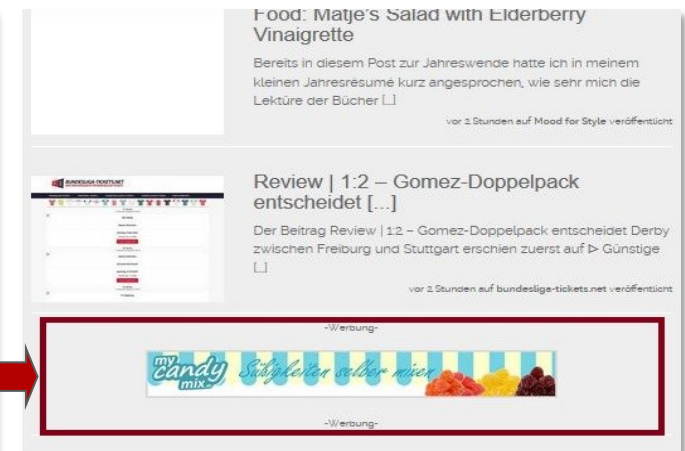 Food: Matje's Salad with Elderberry
Vinaigrette
Bereits in diesem Post zur Jahreswende hatte ich in meinem
kleinen Jahresrésumé kurz angesprochen, wie sehr mich die
Lektüre der Bücher [...]
vor 2 Stunden auf Mood for Style veröffentlicht
BUNDESLIGA-TICKETS.NET
Review | 1:2 – Gomez-Doppelpack
entscheidet [...]
Der Beitrag Review | 1:2 – Gomez-Doppelpack entscheidet Derby
zwischen Freiburg und Stuttgart erschien zuerst auf ᐅ Günstige
[...]
vor 2 Stunden auf bundesliga-tickets.net veröffentlicht
-Werbung-
my
candy
mix
Süßigkeiten selber mixen
-Werbung-